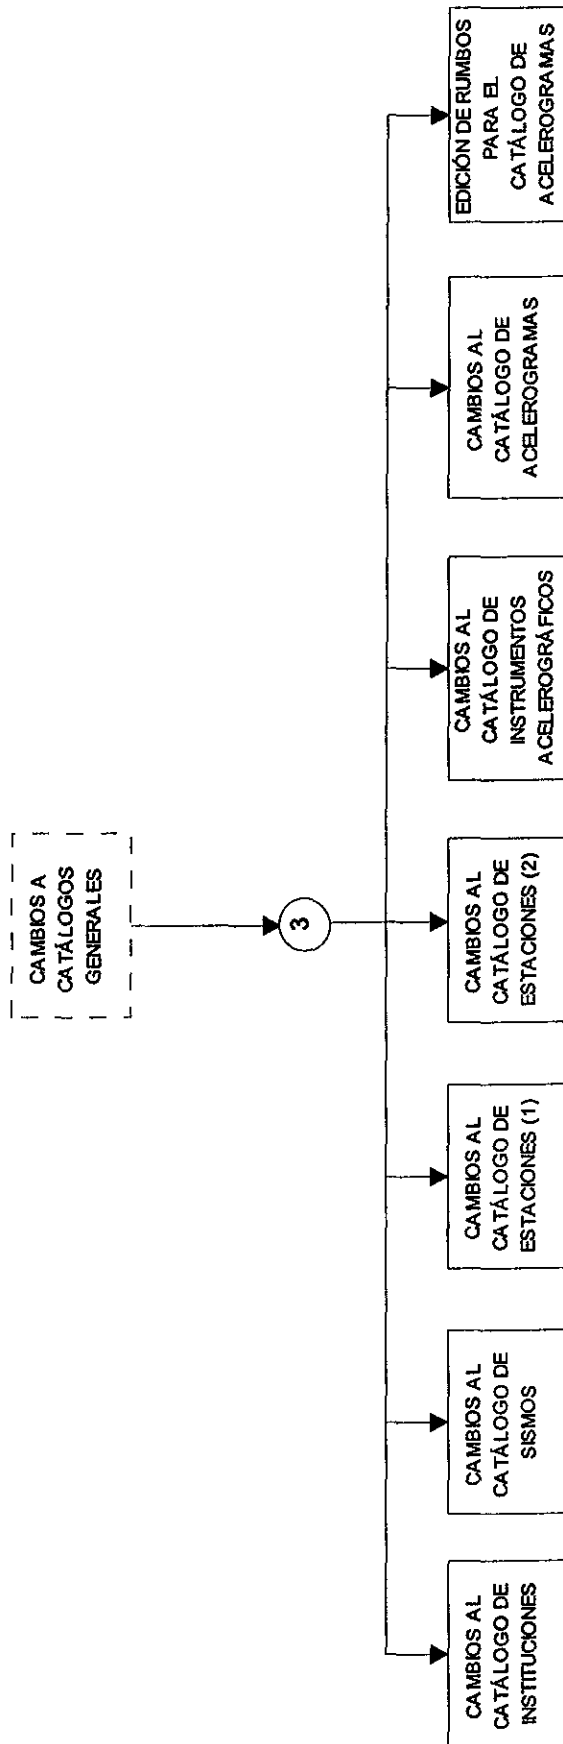 CAMBIOS A
CATÁLOGOS
GENERALES
3
CAMBIOS AL
CATÁLOGO DE
INSTITUCIONES
CAMBIOS AL
CATÁLOGO DE
SISMOS
CAMBIOS AL
CATÁLOGO DE
ESTACIONES (1)
CAMBIOS AL
CATÁLOGO DE
ESTACIONES (2)
CAMBIOS AL
CATÁLOGO DE
INSTRUMENTOS
ACELEROGRÁFICOS
CAMBIOS AL
CATÁLOGO DE
ACELEROGRAMAS
EDICIÓN DE RUMBOS
PARA EL
CATÁLOGO DE
ACELEROGRAMAS